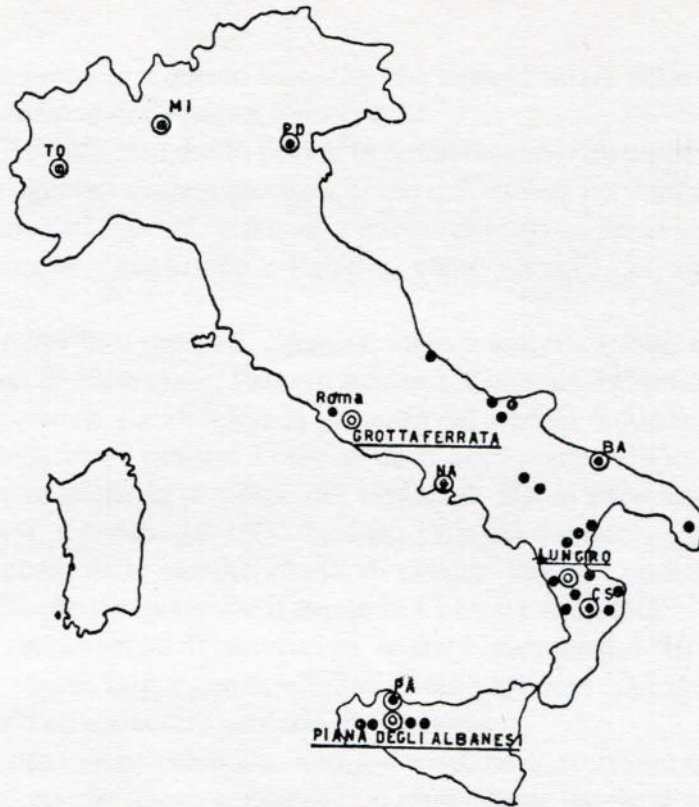 MI
PD
TO
Roma
GROTTAFERRATA
BA
NA
LUNGRO
CS
PA
PIANA DEGLI ALBANESI